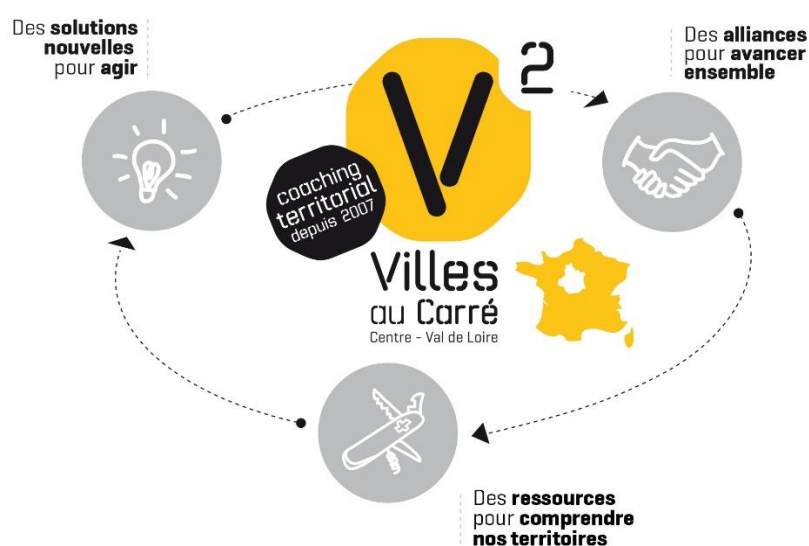 Des solutions
nouvelles
pour agir
Des alliances
pour avancer
ensemble
V2
coaching
territorial
depuis 2007
Villes
au Carré
Centre - Val de Loire
Des ressources
pour comprendre
nos territoires